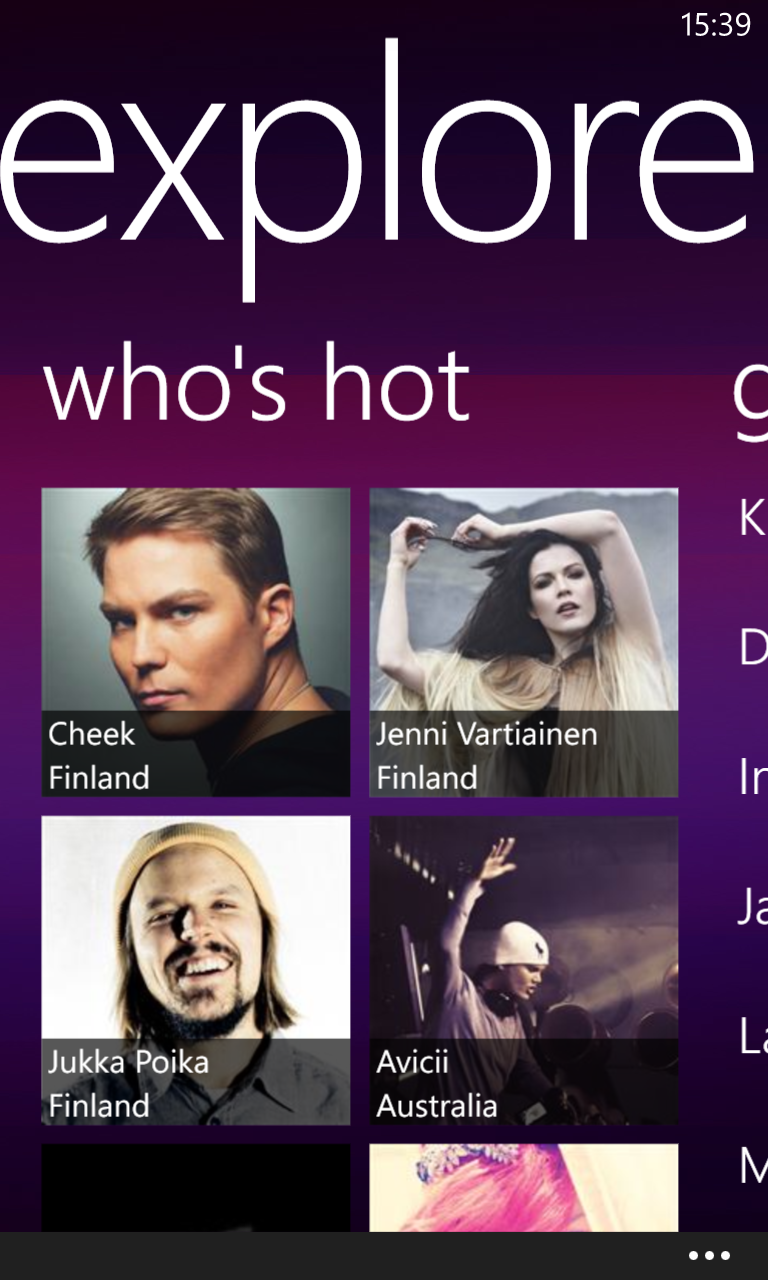 15:39
explore
who's hot
Cheek
Finland
Jenni Vartiainen
Finland
Jukka Poika
Finland
Avicii
Australia